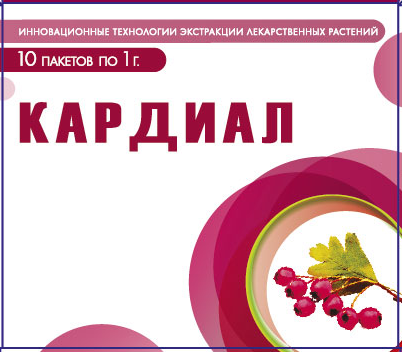 ИННОВАЦИОННЫЕ ТЕХНОЛОГИИ ЭКСТРАКЦИИ ЛЕКАРСТВЕННЫХ РАСТЕНИЙ
10 ПАКЕТОВ ПО 1 Г.
КАРДИАЛ